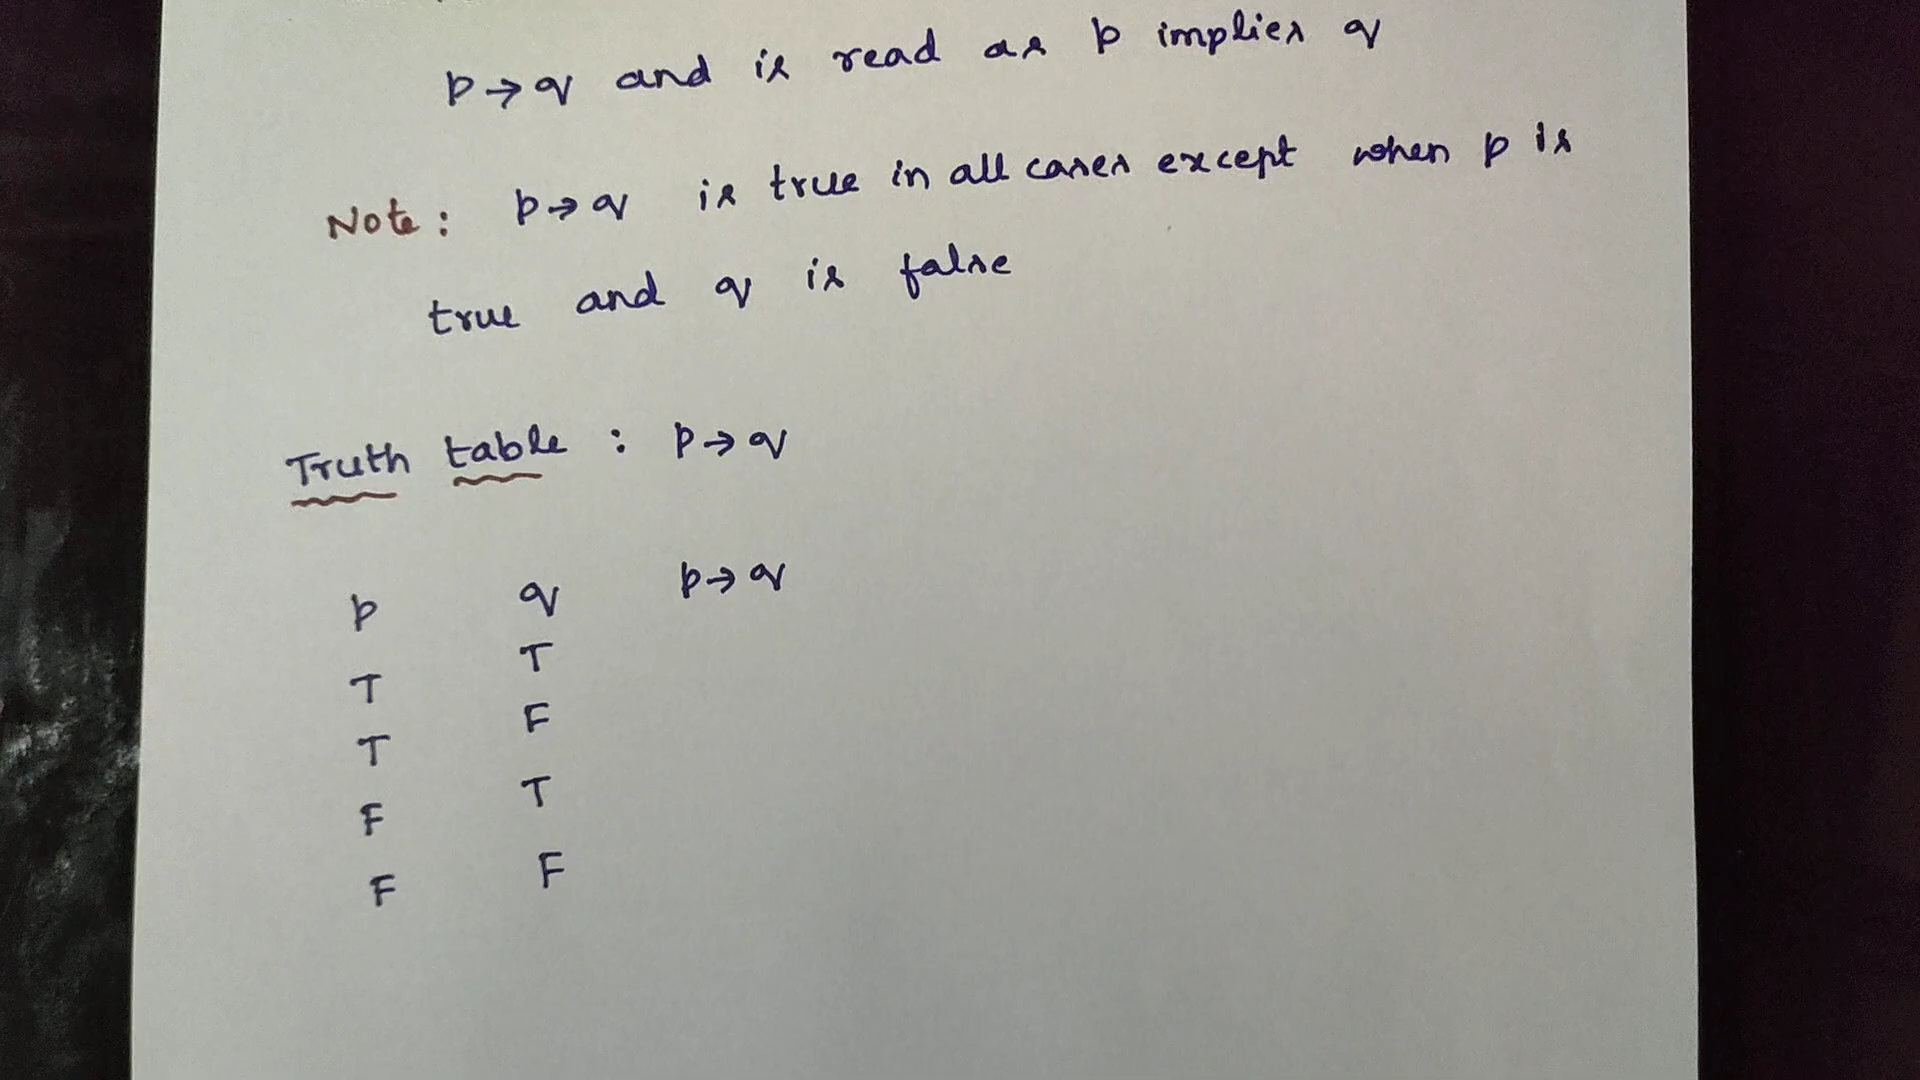 p→q and is read as p implies q
Note: p→q is true in all cases except when p is
true and q is false
Truth table : p→q
p q p→q
T T
T F
F T
F F